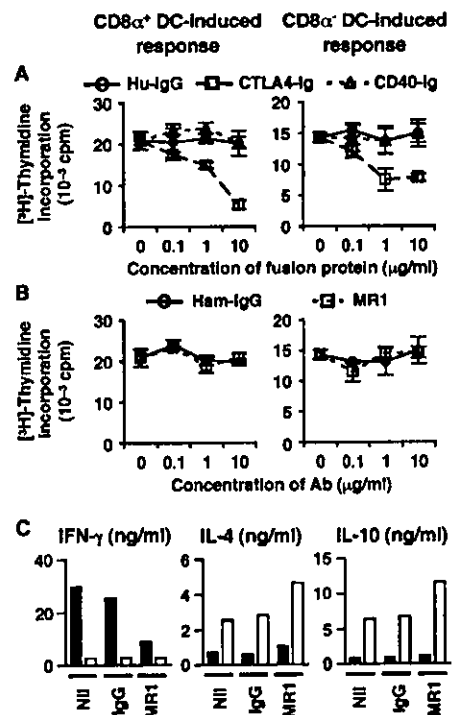 CD8α⁺ DC-induced response CD8α⁻ DC-induced response
A
Hu-IgG CTLA4-Ig CD40-Ig
[³H]-Thymidine Incorporation (10⁻³ cpm)
30 20 10 0
20 15 10 5 0
0 0.1 1 10 0 0.1 1 10
Concentration of fusion protein (μg/ml)
B
Ham-IgG MR1
[³H]-Thymidine Incorporation (10⁻³ cpm)
30 20 10 0
20 15 10 5 0
0 0.1 1 10 0 0.1 1 10
Concentration of Ab (μg/ml)
C
IFN-γ (ng/ml) IL-4 (ng/ml) IL-10 (ng/ml)
40 20 0
6 4 2 0
15 10 5 0
Nil IgG MR1 Nil IgG MR1 Nil IgG MR1